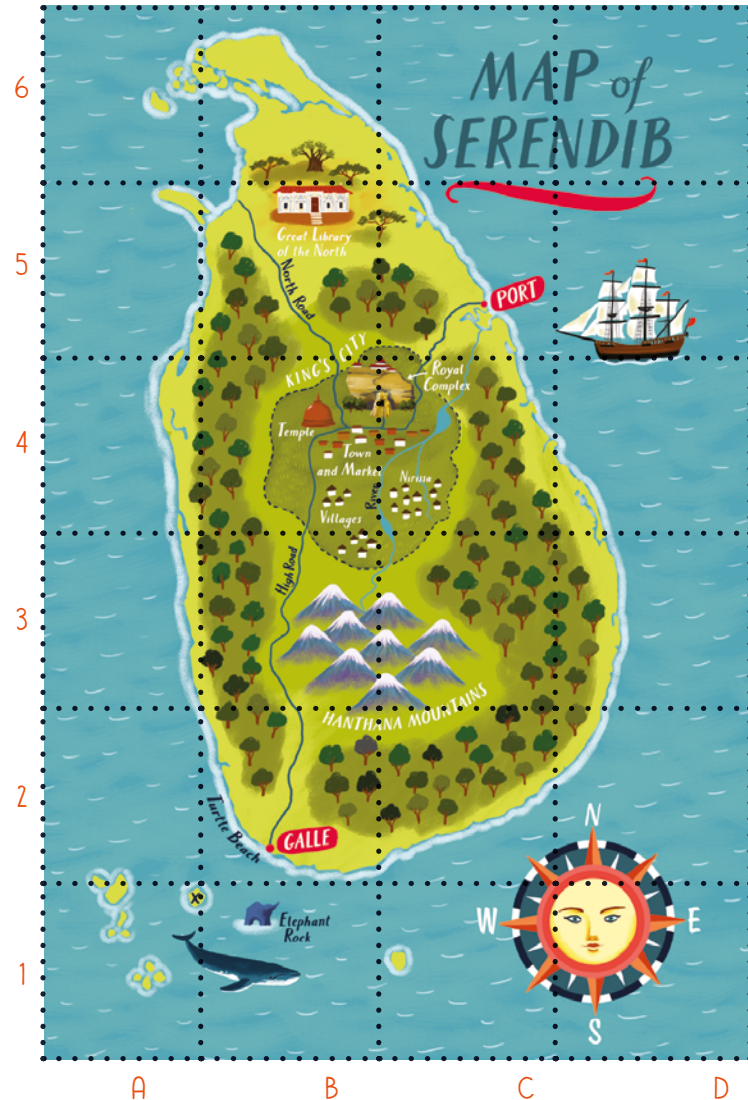 6
MAP of
SERENDIB
Great Library
of the North
5
North Road
PORT
KING'S CITY
Royal
Complex
4
Temple
Town
and Market
Nirissa
River
Villages
High Road
3
HANTHANA MOUNTAINS
2
Turtle Beach
GALLE
N
X
Elephant
Rock
W
E
1
S
A
B
C
D